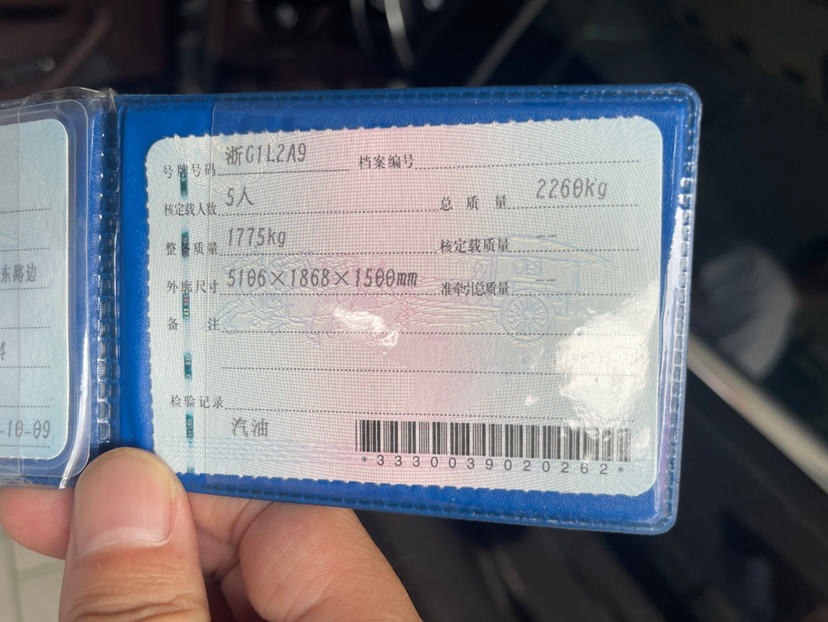 东路边
4
-10-09
号牌号码 浙G1L2A9 档案编号
核定载人数 5人 总质量 2260kg
整备质量 1775kg 核定载质量 --
外廓尺寸 5106×1868×1500mm 准牵引总质量 --
备注
检验记录
汽油
*3330039020262*